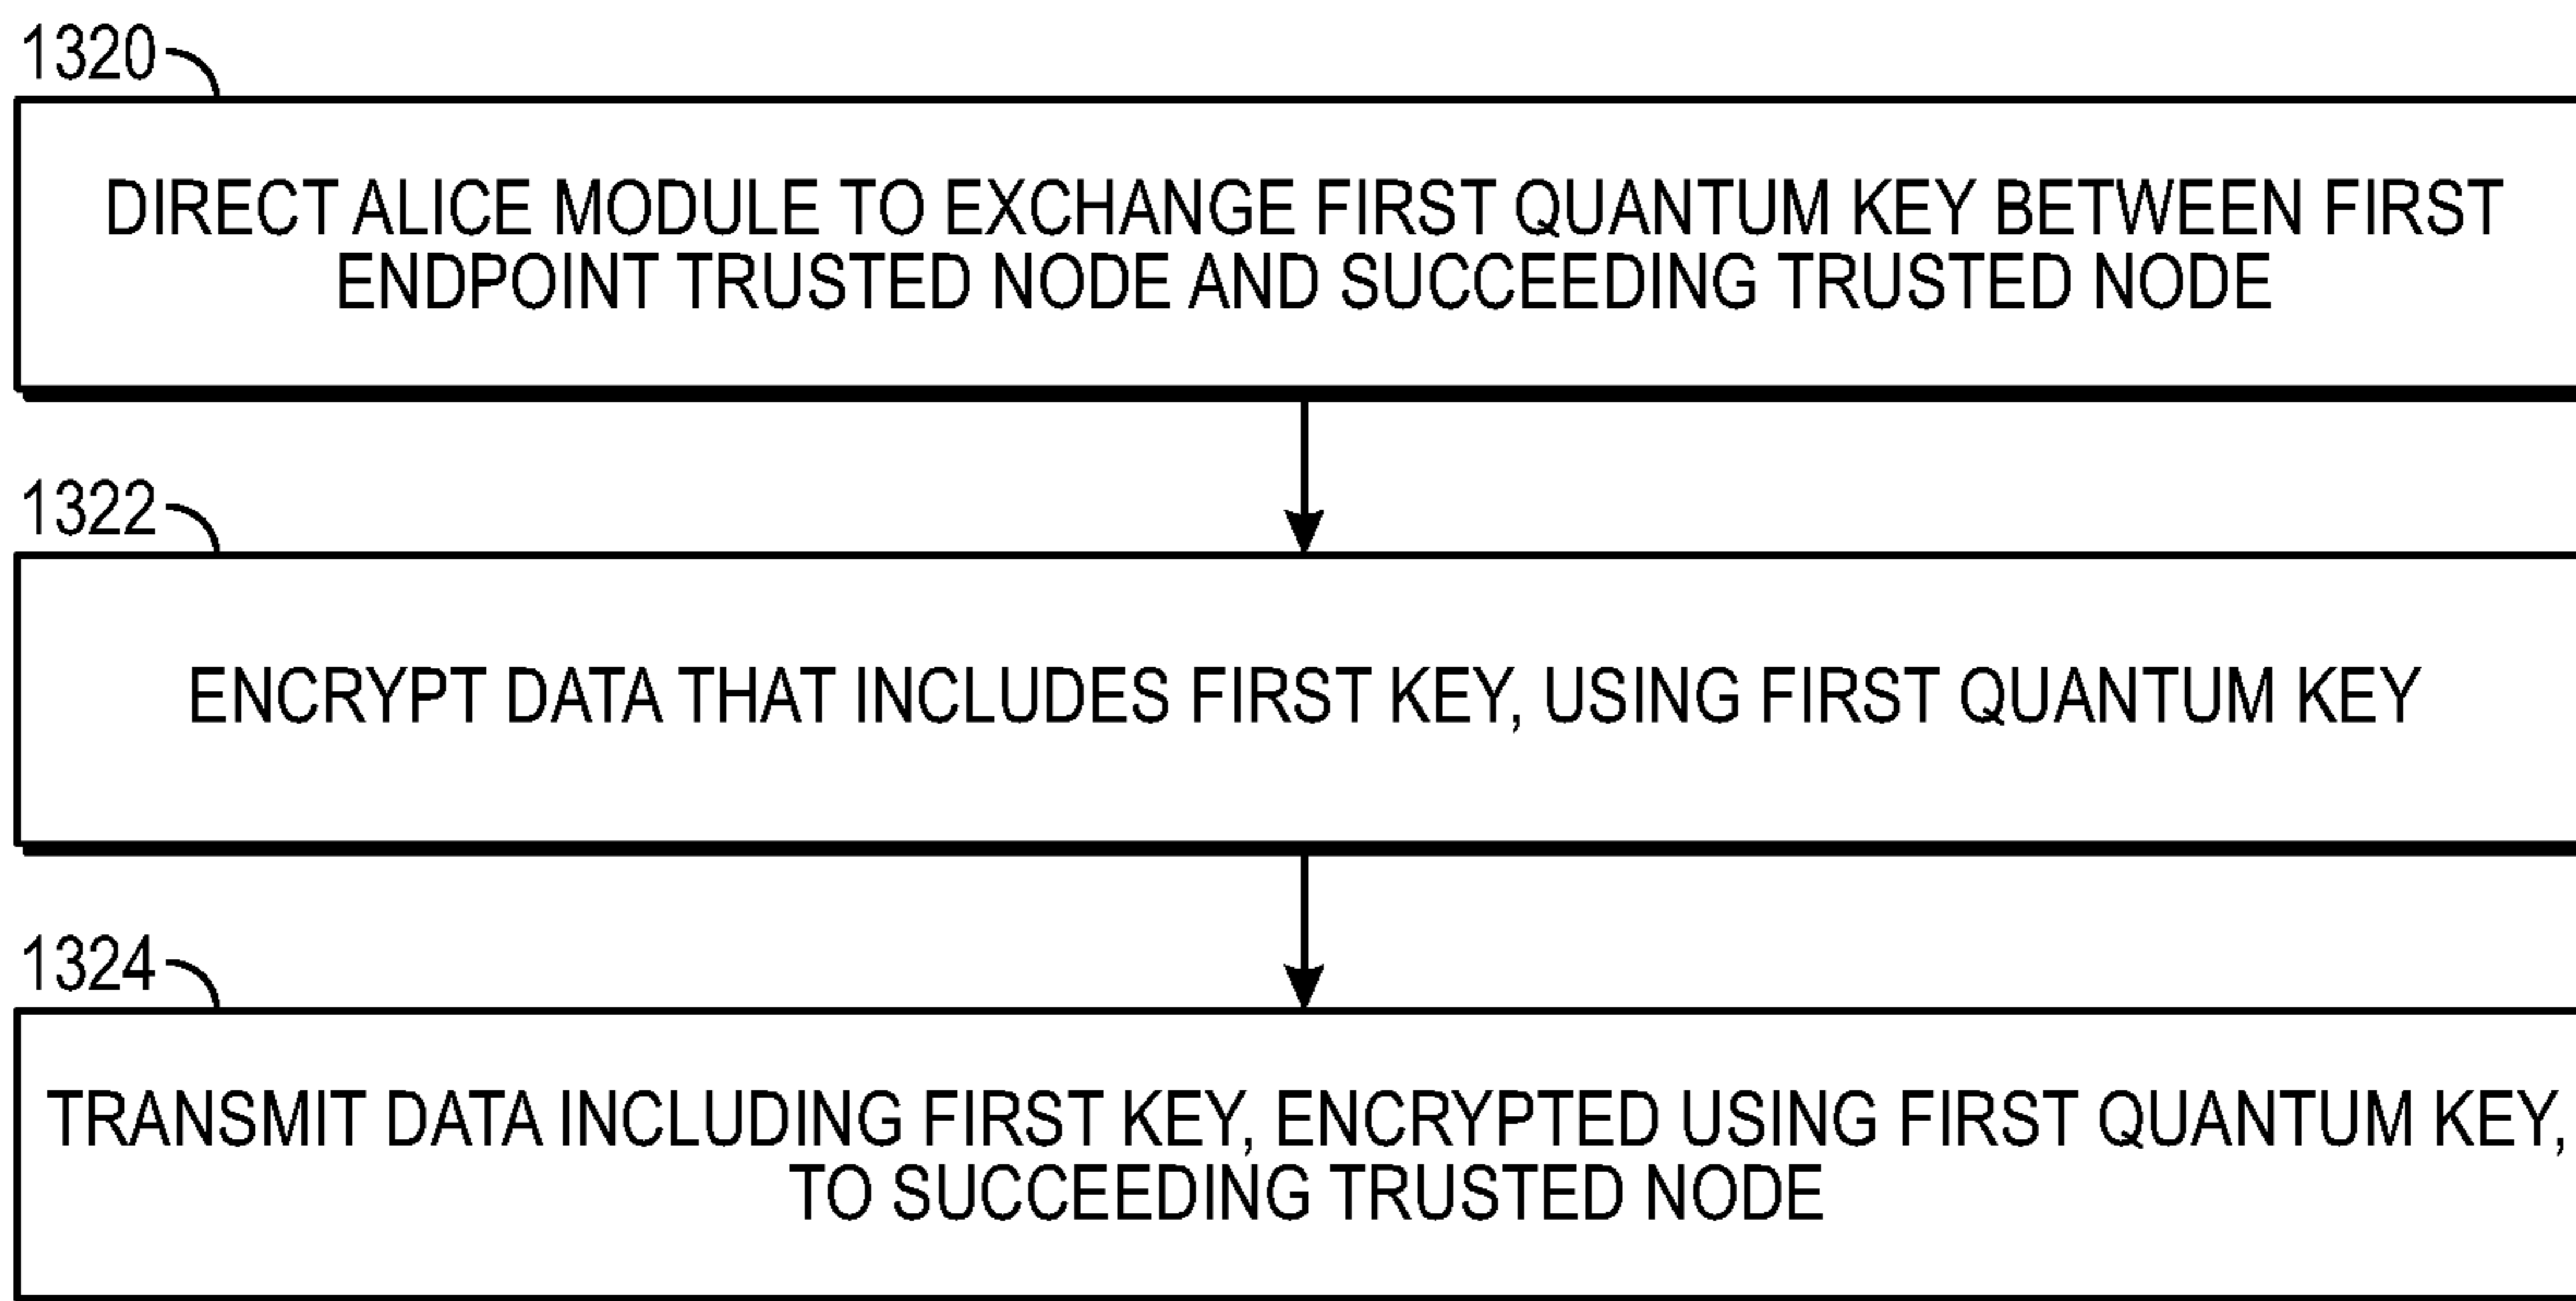 1320
DIRECT ALICE MODULE TO EXCHANGE FIRST QUANTUM KEY BETWEEN FIRST
ENDPOINT TRUSTED NODE AND SUCCEEDING TRUSTED NODE
1322
ENCRYPT DATA THAT INCLUDES FIRST KEY, USING FIRST QUANTUM KEY
1324
TRANSMIT DATA INCLUDING FIRST KEY, ENCRYPTED USING FIRST QUANTUM KEY,
TO SUCCEEDING TRUSTED NODE